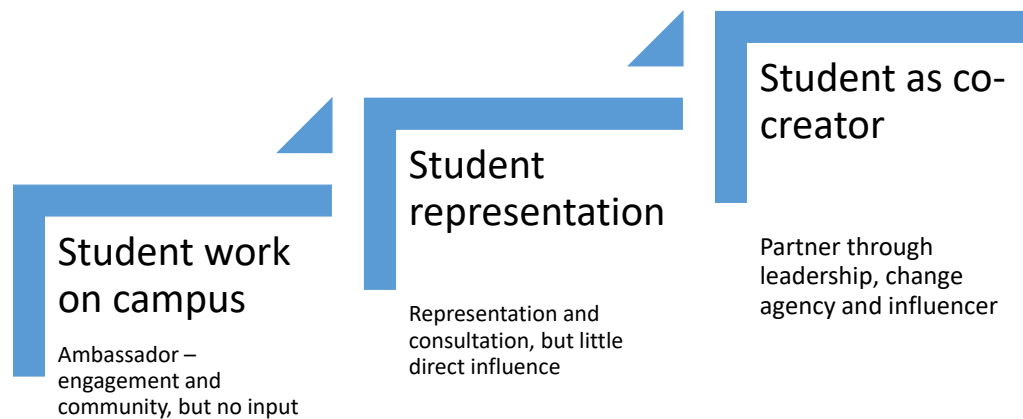 Student work
on campus
Ambassador –
engagement and
community, but no input
Student
representation
Representation and
consultation, but little
direct influence
Student as co-
creator
Partner through
leadership, change
agency and influencer